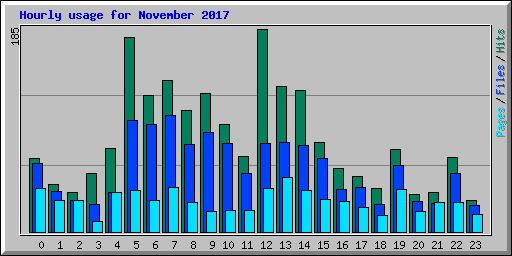 Hourly usage for November 2017
185
Pages/Files/Hits
0 1 2 3 4 5 6 7 8 9 10 11 12 13 14 15 16 17 18 19 20 21 22 23